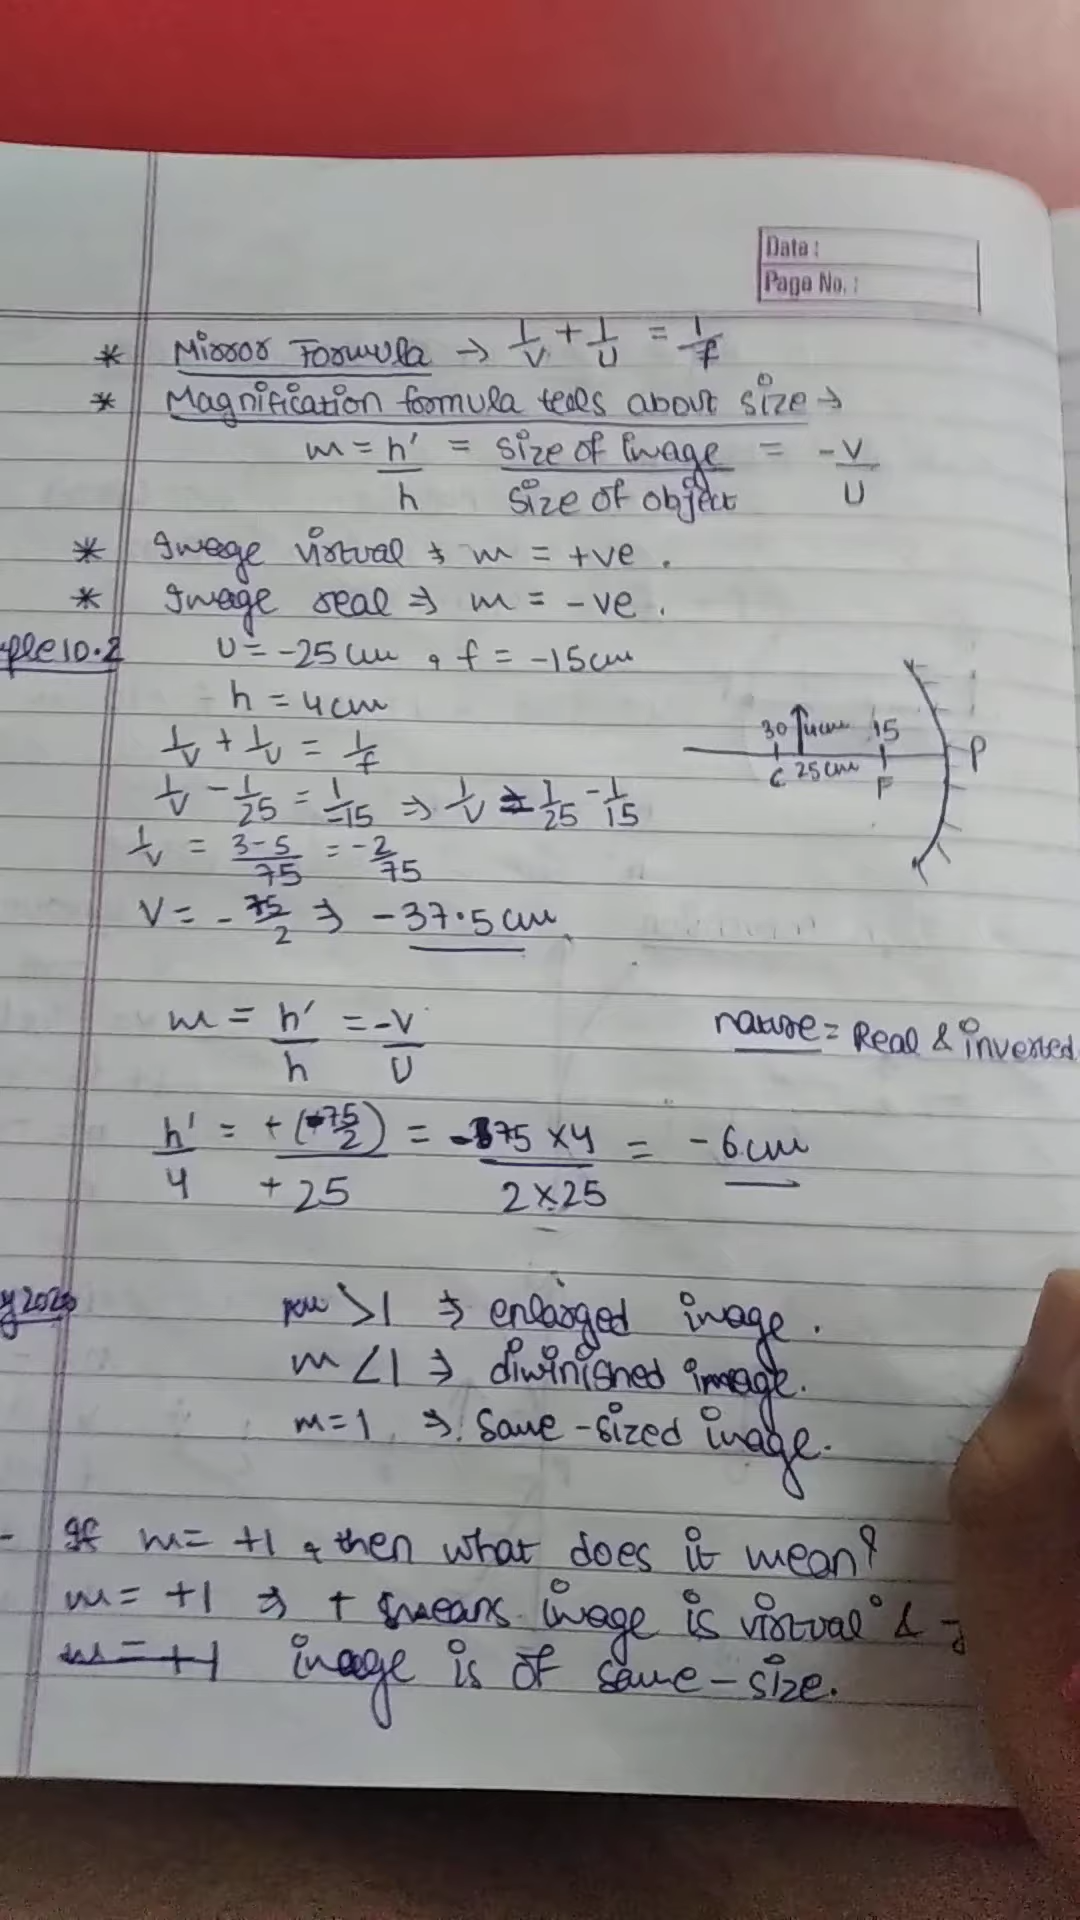 Date :
Page No. :
* Mirror Formula → 1/v + 1/u = 1/f
* Magnification formula tells about size →
m = h'/h = size of image/size of object = -v/u
* Image virtual → m = +ve .
* Image real ⇒ m = -ve .
ple 10.2 u = -25 cm , f = -15 cm
h = 4 cm
1/v + 1/u = 1/f
1/v - 1/25 = 1/-15 ⇒ 1/v = 1/25 - 1/15
1/v = 3-5/75 = -2/75
v = -75/2 ⇒ -37.5 cm
30 4cm 15
C 25cm F P
m = h'/h = -v/u
nature = Real & inverted
h'/4 = +(-75/2)/+25 = -75 x 4/2 x 25 = -6 cm
>1 ⇒ enlarged image .
m <1 ⇒ diminished image.
m=1 ⇒ Same-sized image.
- If m = +1 , then what does it mean?
m = +1 ⇒ + means image is virtual &
m = +1 image is of same-size.